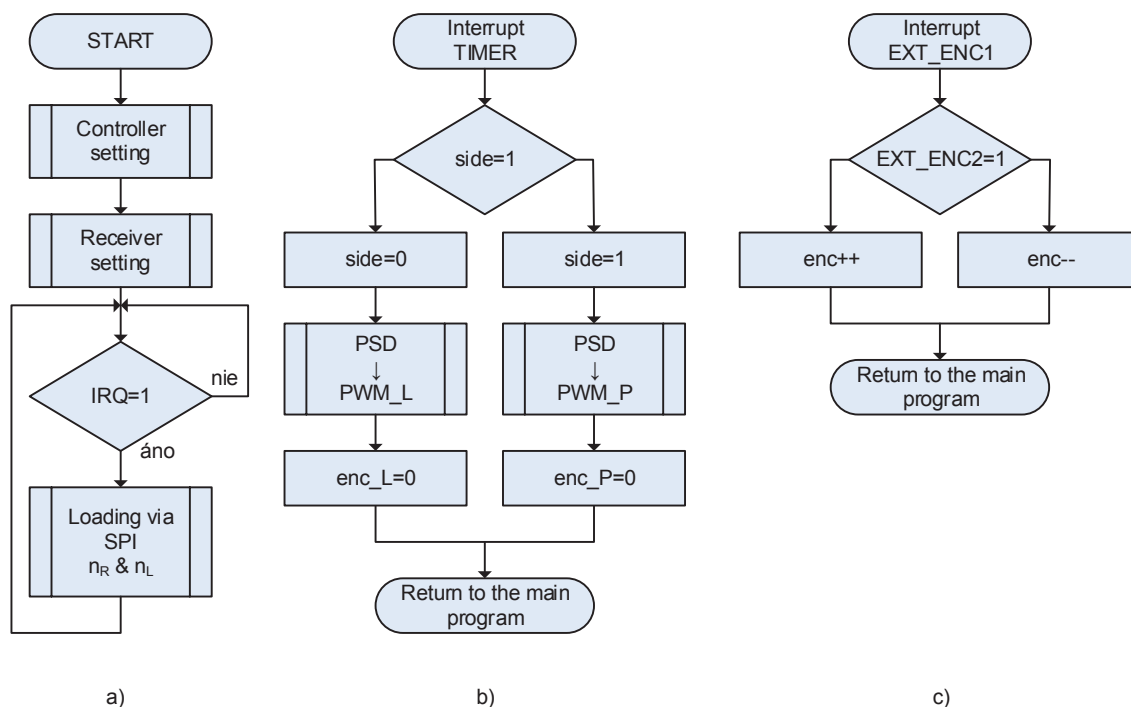 START
Controller
setting
Receiver
setting
IRQ=1
nie
áno
Loading via
SPI
nR & nL
a)
Interrupt
TIMER
side=1
side=0
side=1
PSD
↓
PWM_L
PSD
↓
PWM_P
enc_L=0
enc_P=0
Return to the main
program
b)
Interrupt
EXT_ENC1
EXT_ENC2=1
enc++
enc--
Return to the main
program
c)